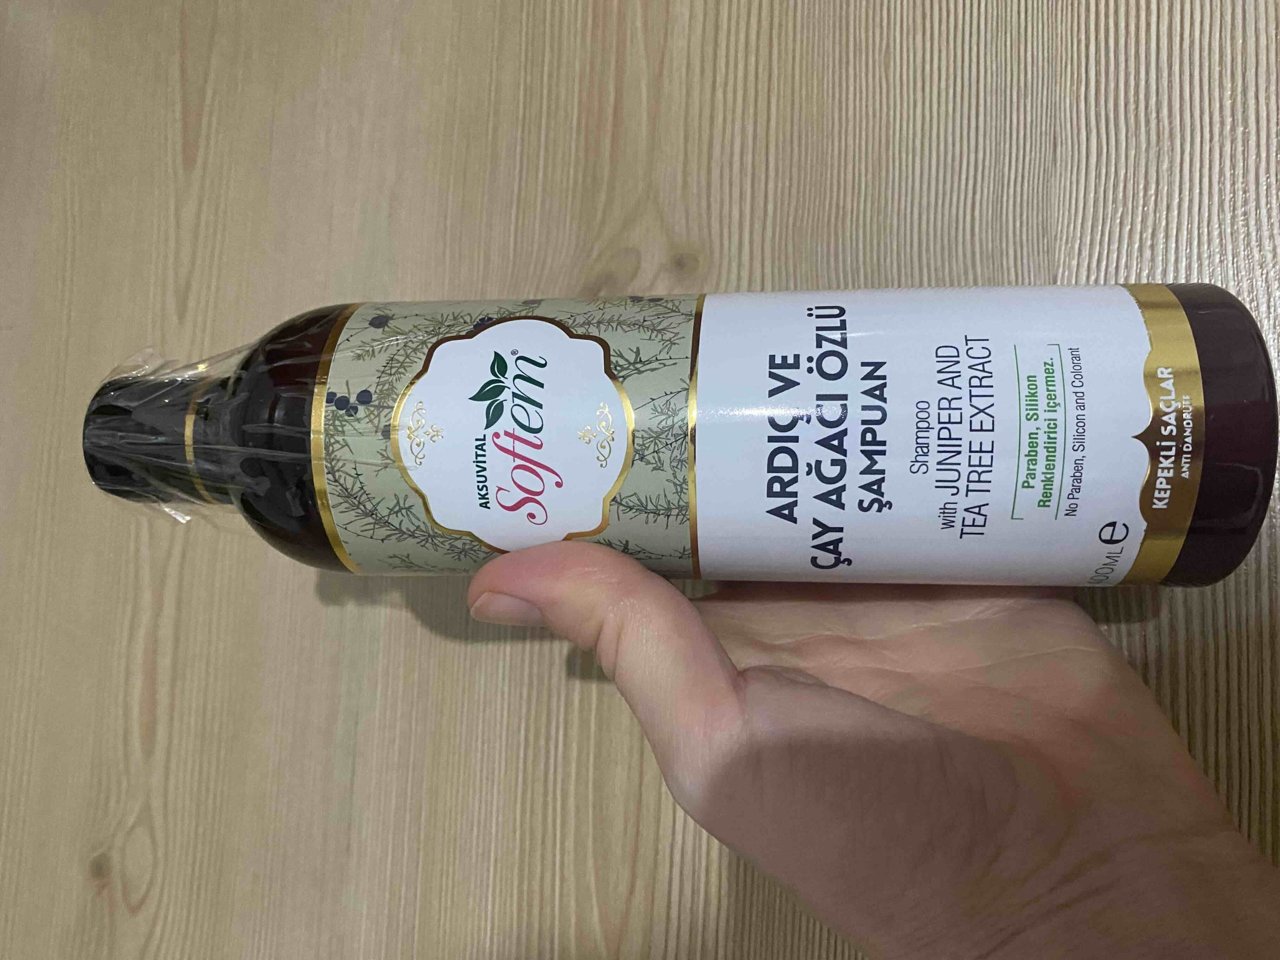 AKSUVİTAL
Softem®
ARDIÇ VE
ÇAY AĞACI ÖZLÜ
ŞAMPUAN
Shampoo
with JUNIPER AND
TEA TREE EXTRACT
Paraben, Silikon
Renklendirici içermez.
No Paraben, Silicon and Colorant
ML e
KEPEKLİ SAÇLAR
ANTI DANDRUFF